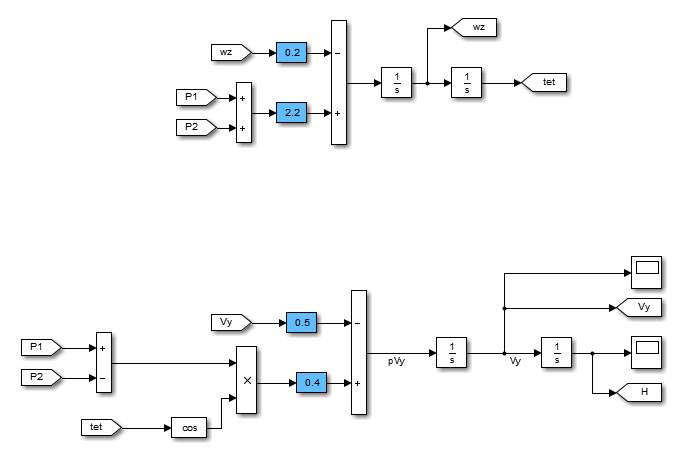 wz
wz
0.2
−
1
s
1
s
tet
P1
+
P2
+
2.2
+
Vy
0.5
−
Vy
P1
+
P2
−
×
0.4
+
pVy
1
s
Vy
1
s
H
tet
cos